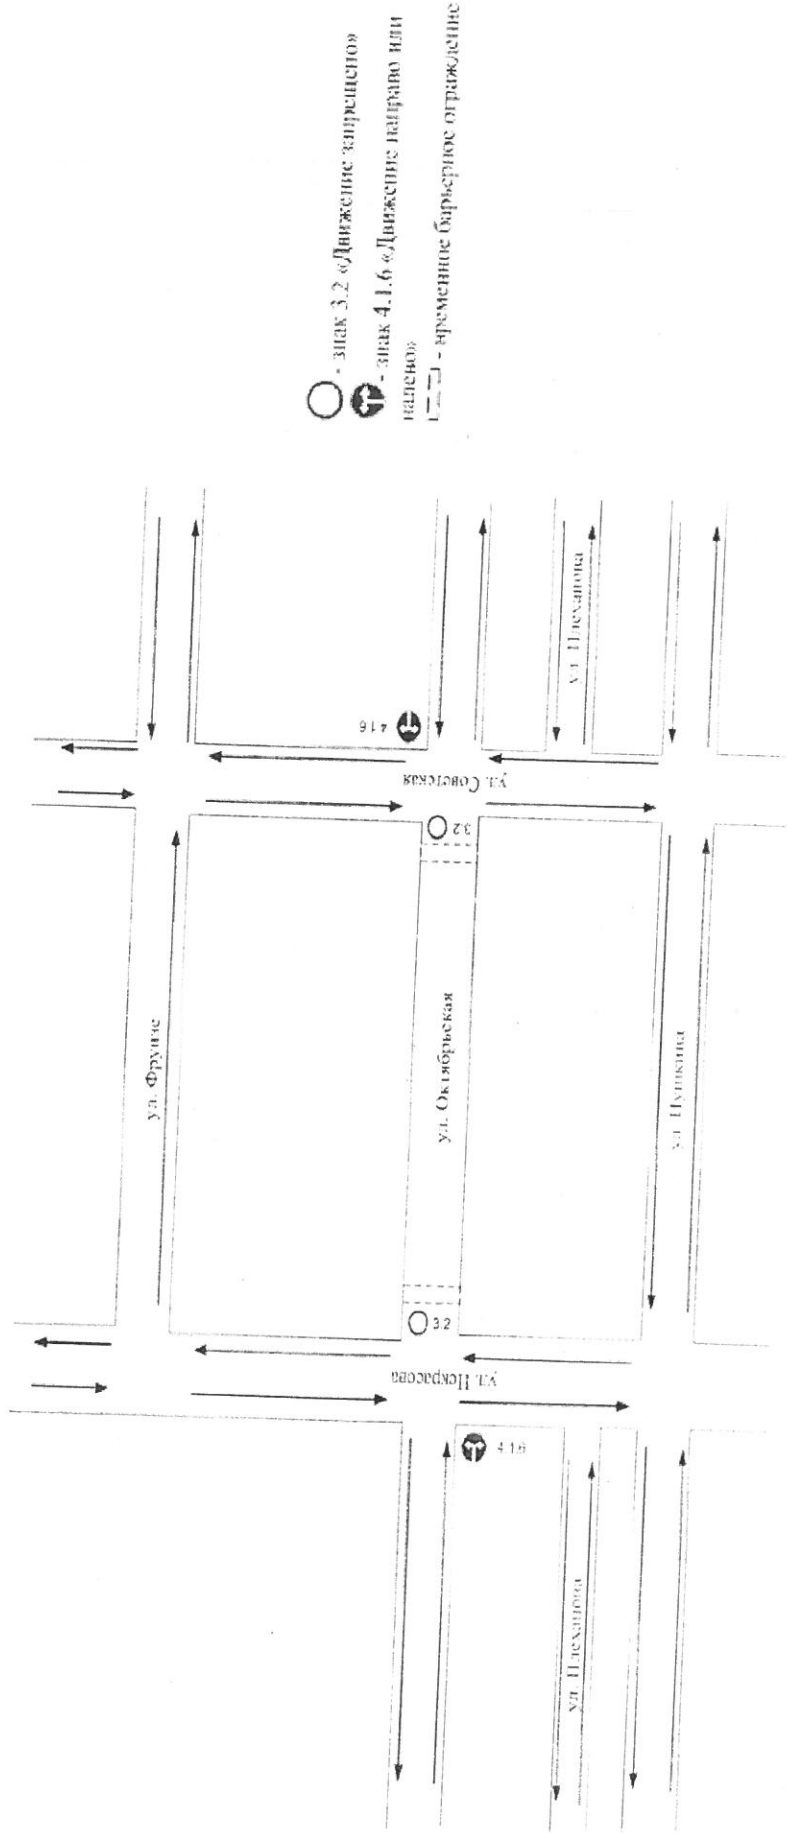 - знак 3.2 «Движение запрещено»
- знак 4.1.6 «Движение направо или
налево»
- временное барьерное ограждение
ул. Фрунзе
ул. Октябрьская
ул. Пушкина
ул. Некрасова
ул. Советская
ул. Плеханова
ул. Плеханова
3.2
3.2
4.1.6
4.1.6